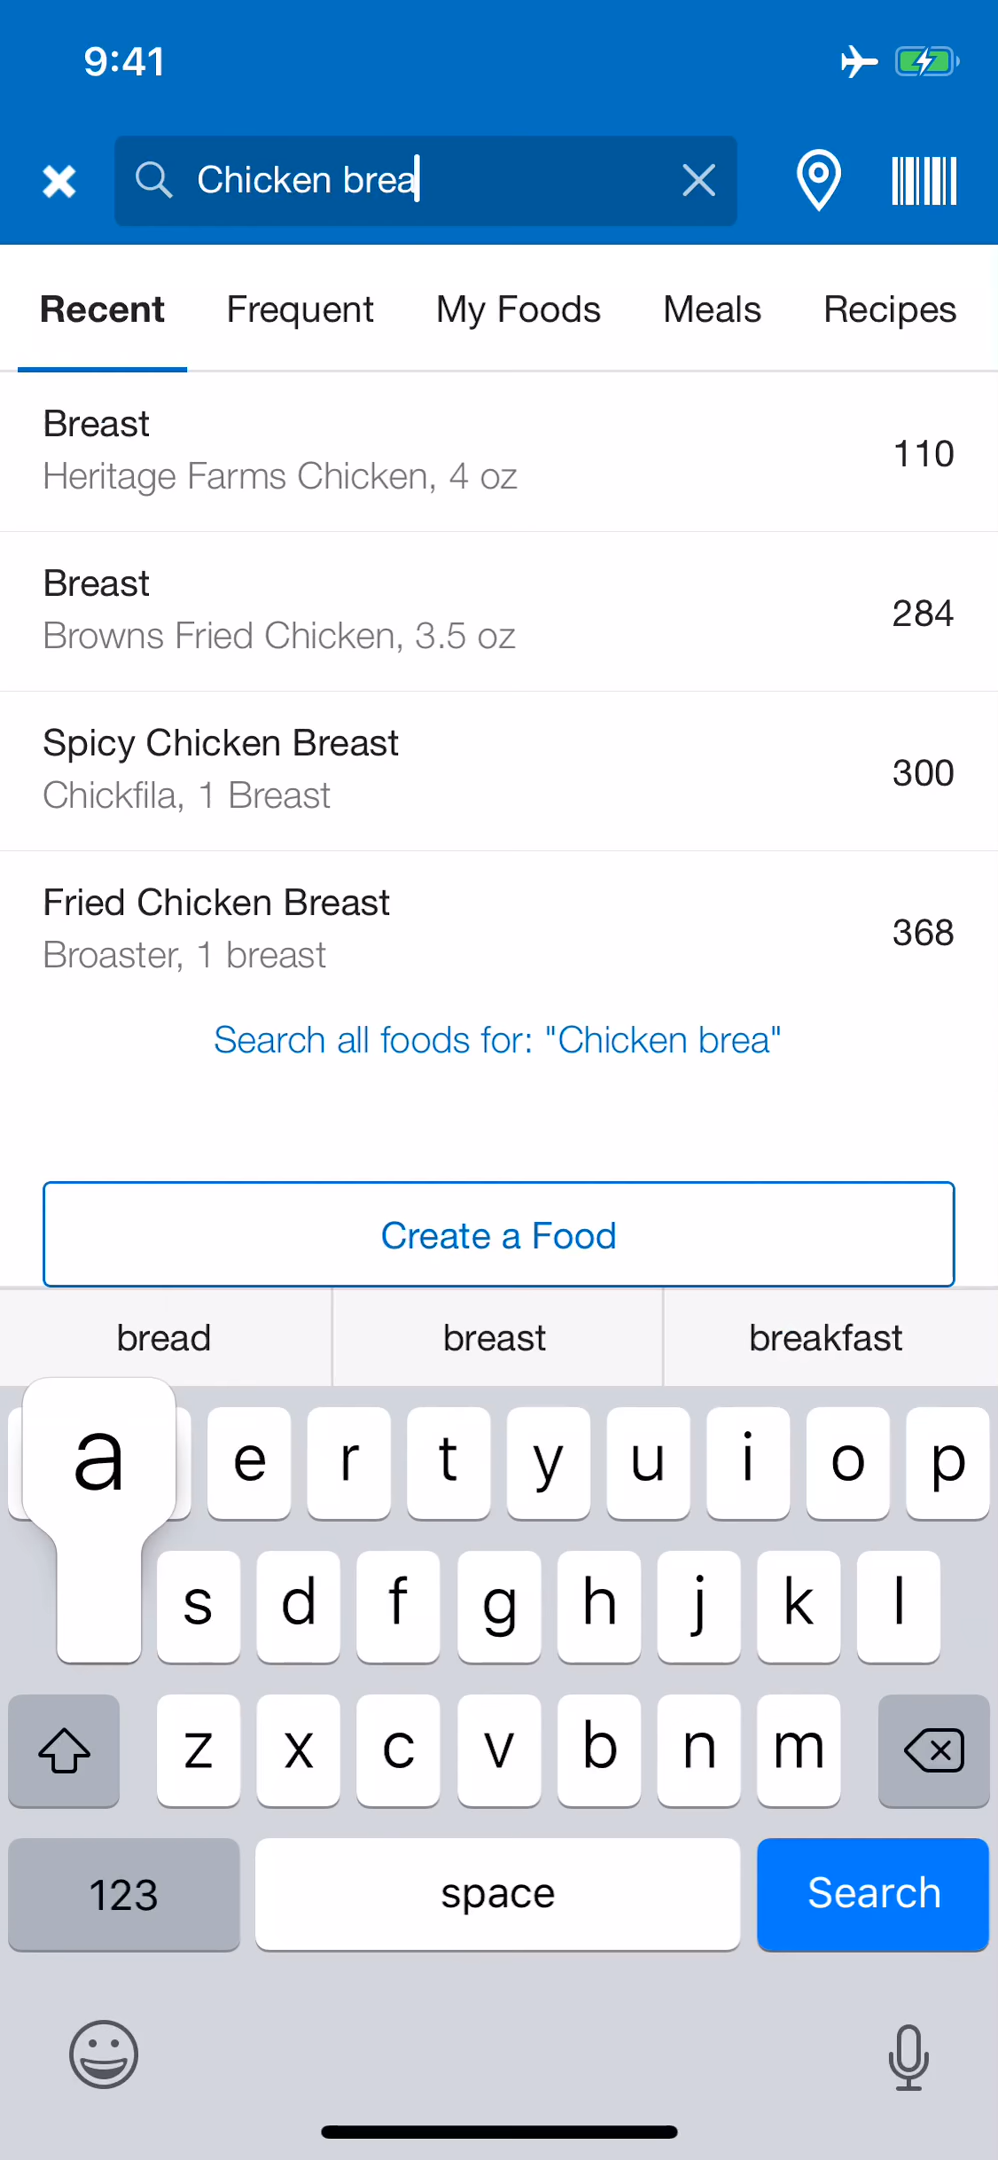 9:41
Chicken brea
Recent Frequent My Foods Meals Recipes
Breast
Heritage Farms Chicken, 4 oz
110
Breast
Browns Fried Chicken, 3.5 oz
284
Spicy Chicken Breast
Chickfila, 1 Breast
300
Fried Chicken Breast
Broaster, 1 breast
368
Search all foods for: "Chicken brea"
Create a Food
bread breast breakfast
a e r t y u i o p
s d f g h j k l
z x c v b n m
123 space Search